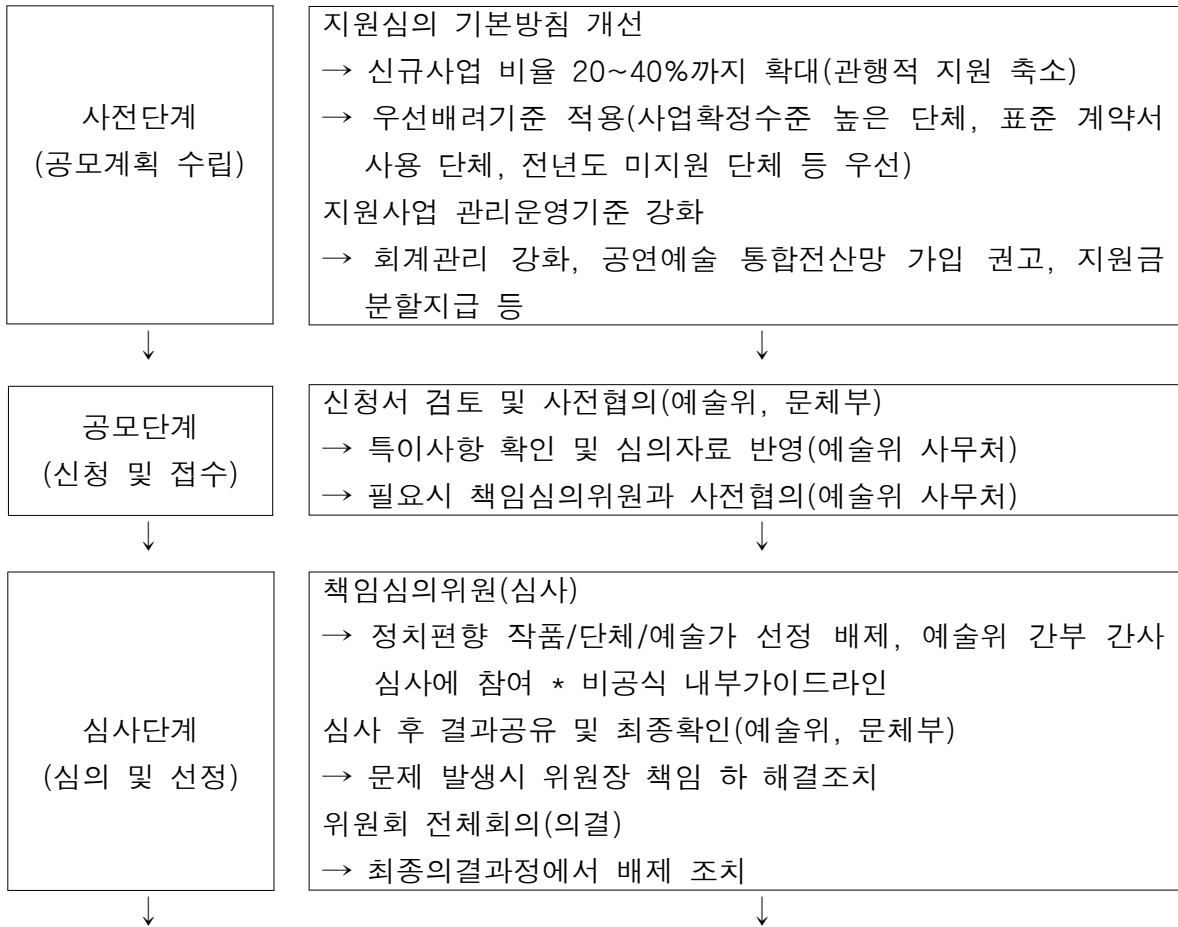 사전단계
(공모계획 수립)
지원심의 기본방침 개선
→ 신규사업 비율 20~40%까지 확대(관행적 지원 축소)
→ 우선배려기준 적용(사업확정수준 높은 단체, 표준 계약서
사용 단체, 전년도 미지원 단체 등 우선)
지원사업 관리운영기준 강화
→ 회계관리 강화, 공연예술 통합전산망 가입 권고, 지원금
분할지급 등
↓ ↓
공모단계
(신청 및 접수)
신청서 검토 및 사전협의(예술위, 문체부)
→ 특이사항 확인 및 심의자료 반영(예술위 사무처)
→ 필요시 책임심의위원과 사전협의(예술위 사무처)
↓ ↓
심사단계
(심의 및 선정)
책임심의위원(심사)
→ 정치편향 작품/단체/예술가 선정 배제, 예술위 간부 간사
심사에 참여 * 비공식 내부가이드라인
심사 후 결과공유 및 최종확인(예술위, 문체부)
→ 문제 발생시 위원장 책임 하 해결조치
위원회 전체회의(의결)
→ 최종의결과정에서 배제 조치
↓ ↓